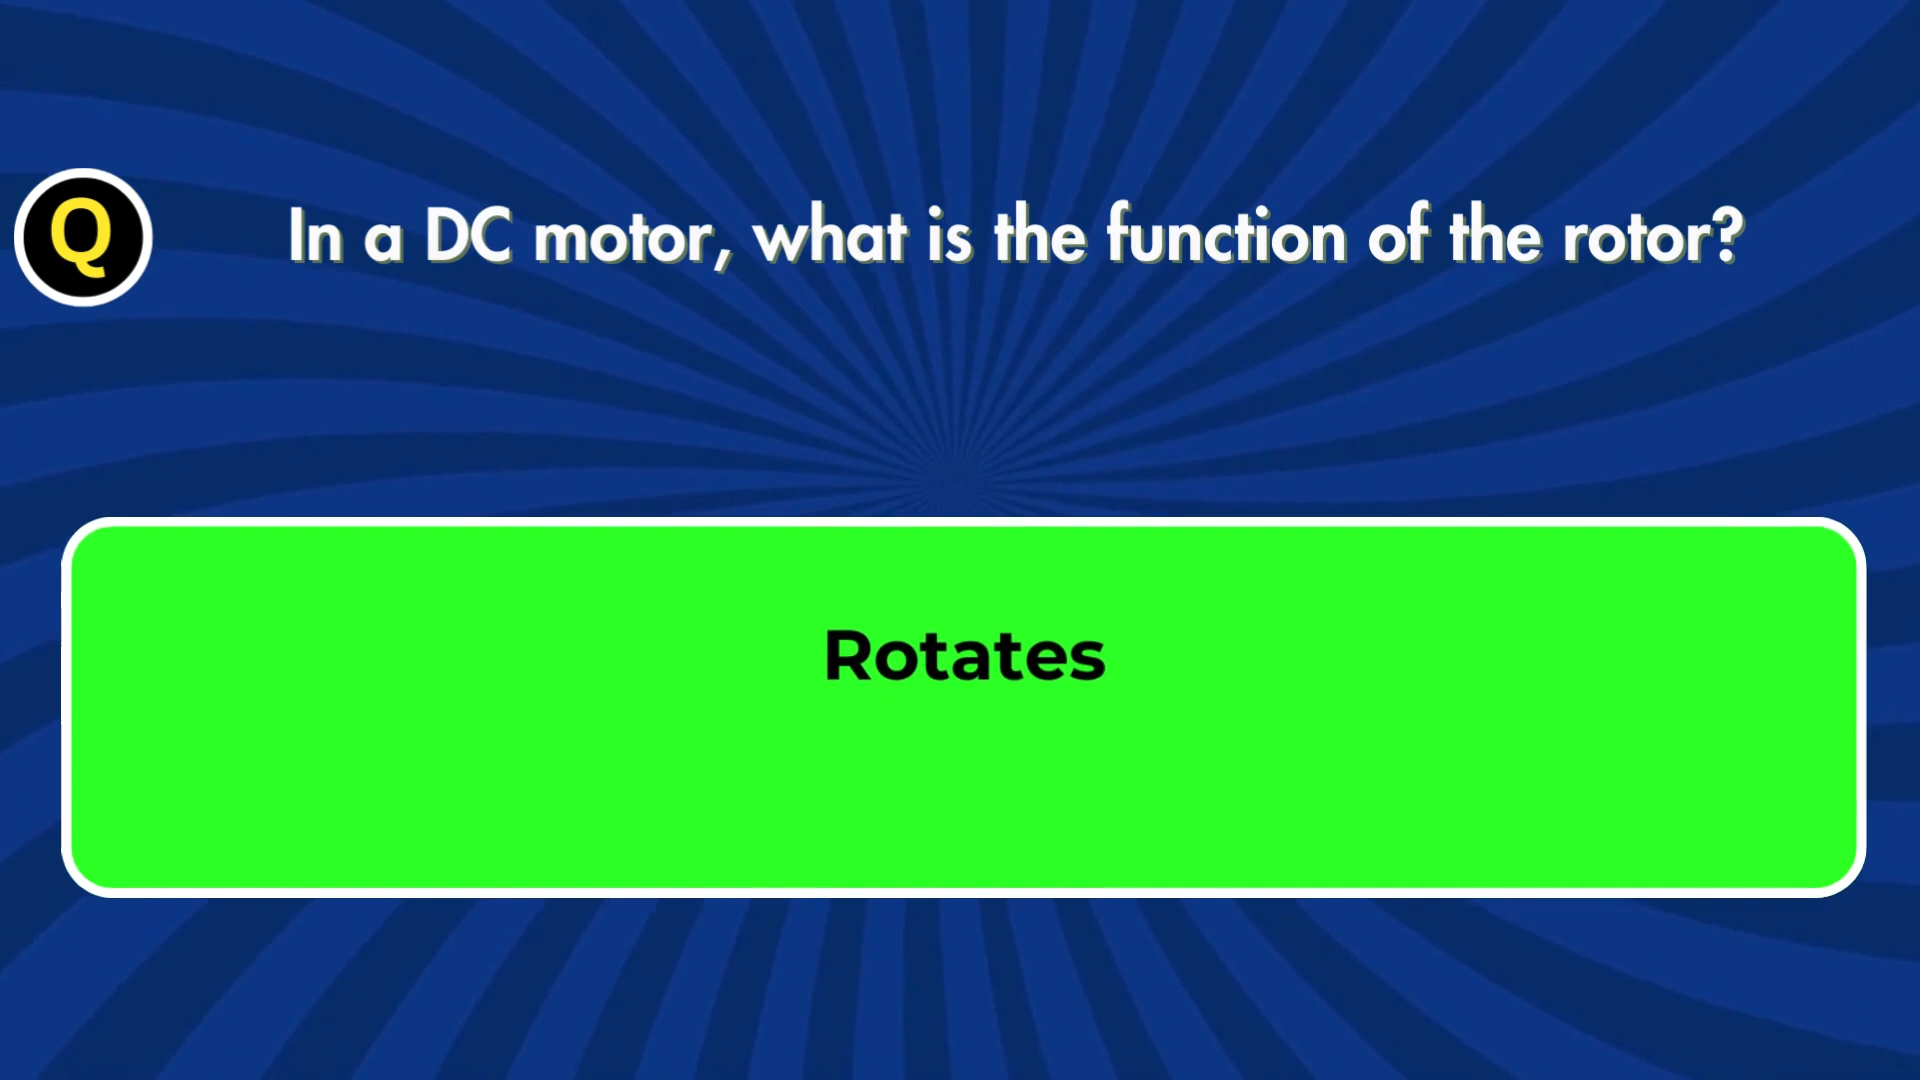 Q
In a DC motor, what is the function of the rotor?
Rotates